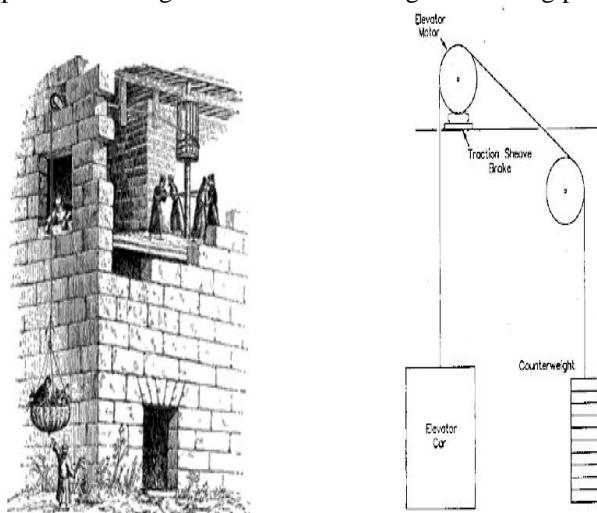 Elevator
Motor
Traction Sheave
Brake
Counterweight
Elevator
Car